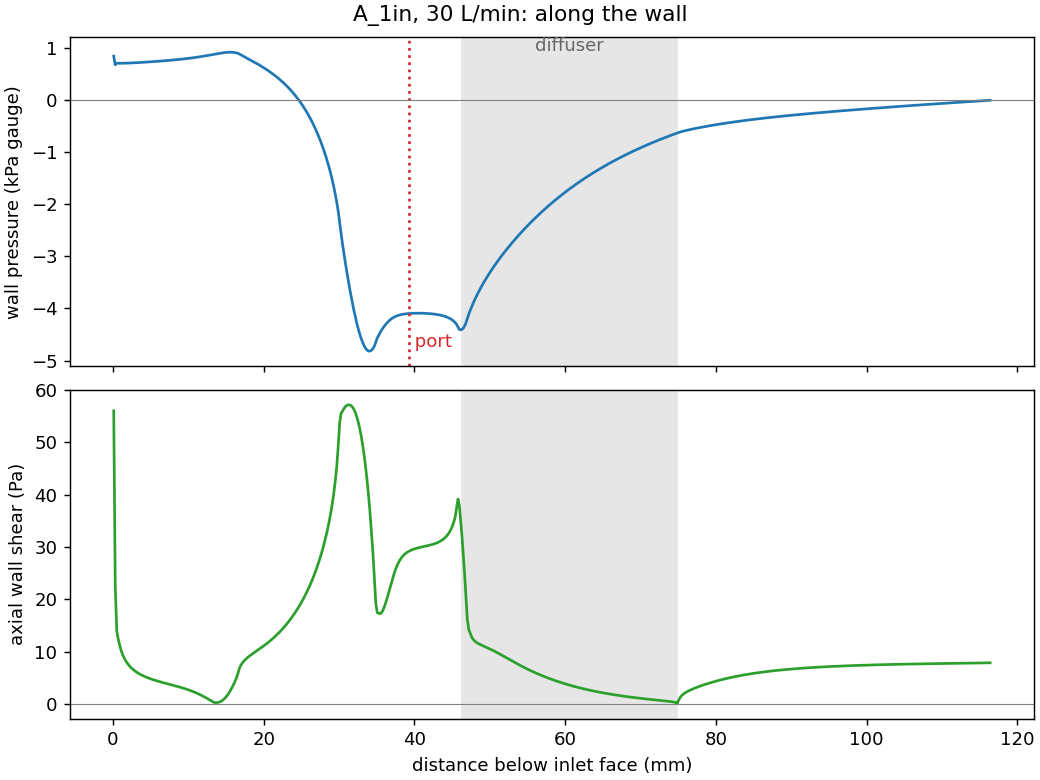 A_1in, 30 L/min: along the wall
diffuser
wall pressure (kPa gauge)
1
0
−1
−2
−3
−4
−5
port
axial wall shear (Pa)
60
50
40
30
20
10
0
0 20 40 60 80 100 120
distance below inlet face (mm)